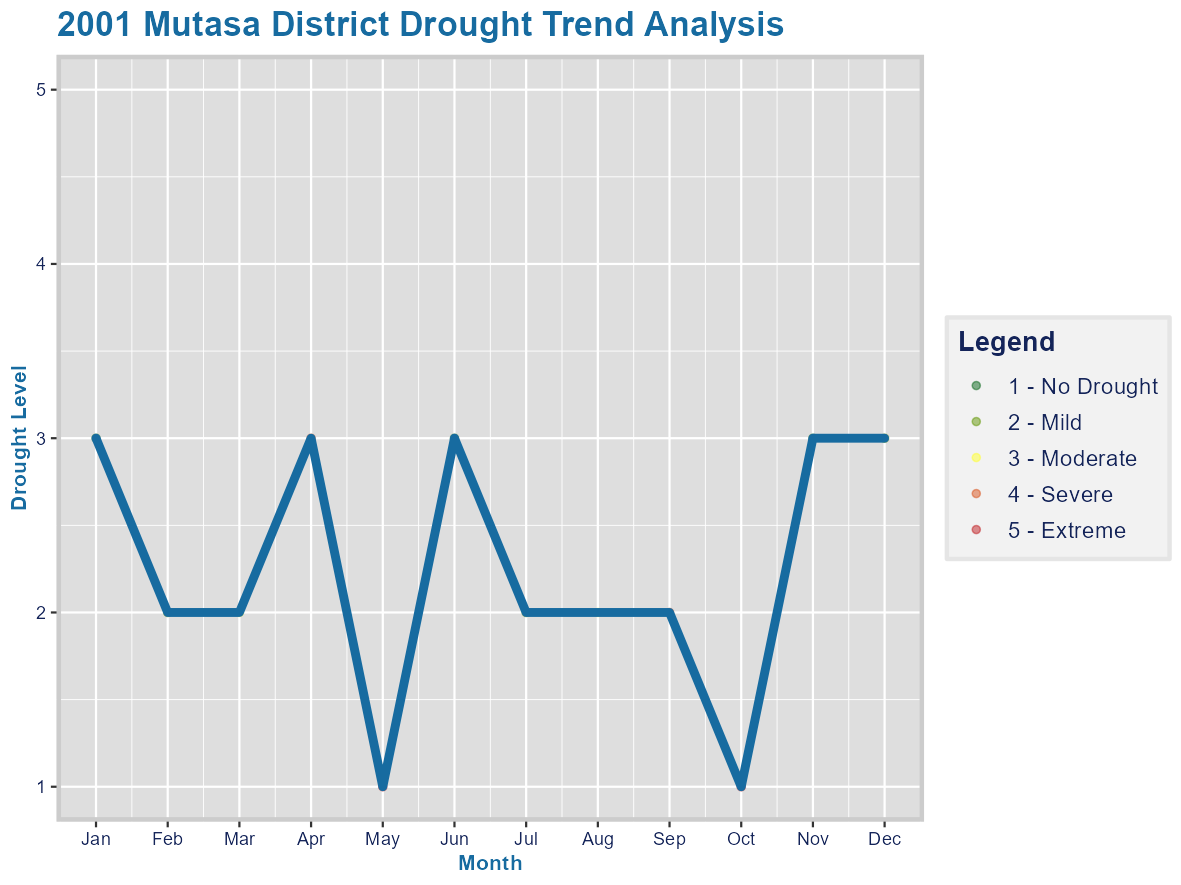 2001 Mutasa District Drought Trend Analysis
5
4
3
2
1
Drought Level
Jan Feb Mar Apr May Jun Jul Aug Sep Oct Nov Dec
Month
Legend
1 - No Drought
2 - Mild
3 - Moderate
4 - Severe
5 - Extreme